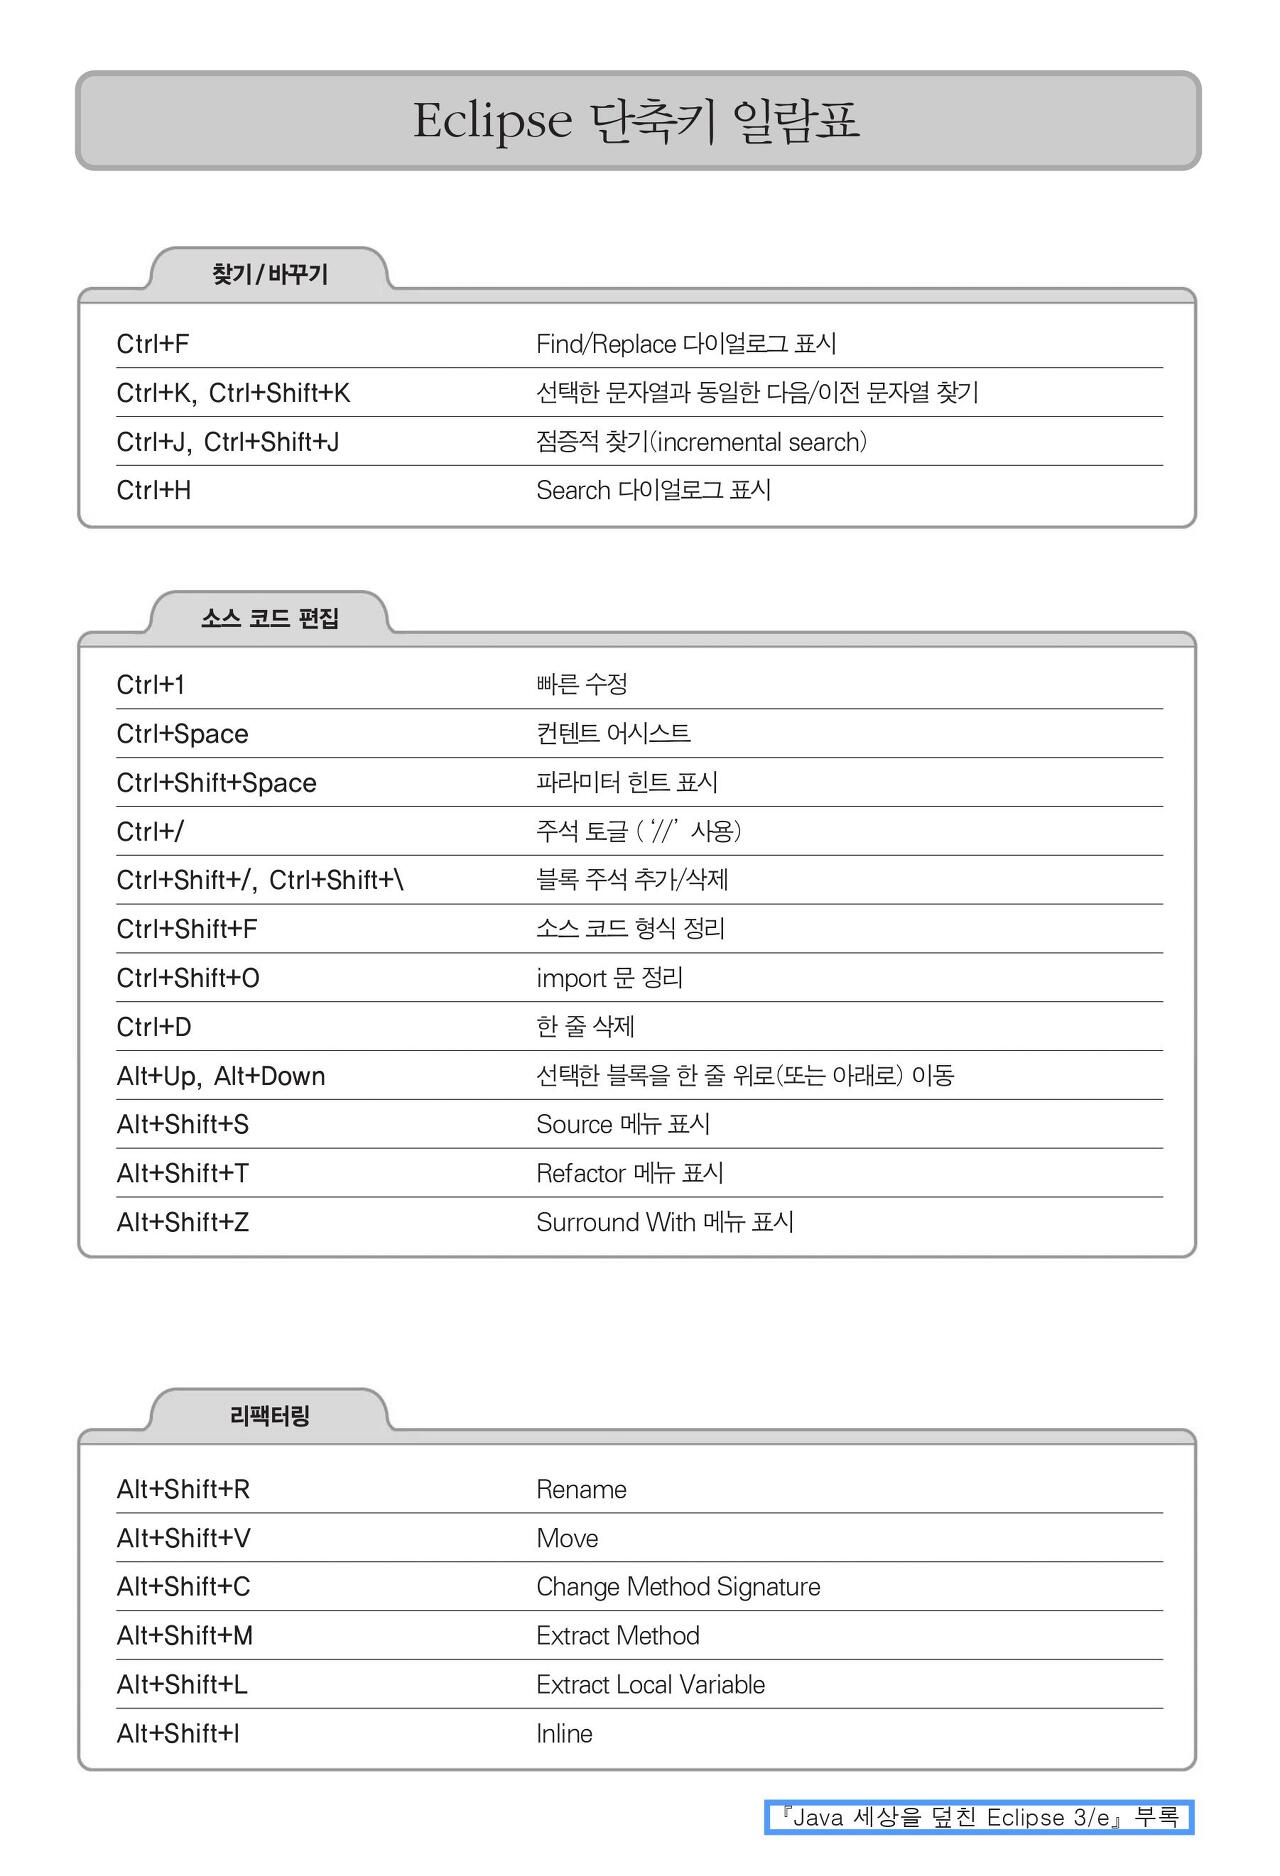 Eclipse 단축키 일람표
찾기/바꾸기
Ctrl+F Find/Replace 다이얼로그 표시
Ctrl+K, Ctrl+Shift+K 선택한 문자열과 동일한 다음/이전 문자열 찾기
Ctrl+J, Ctrl+Shift+J 점증적 찾기(incremental search)
Ctrl+H Search 다이얼로그 표시
소스 코드 편집
Ctrl+1 빠른 수정
Ctrl+Space 컨텐트 어시스트
Ctrl+Shift+Space 파라미터 힌트 표시
Ctrl+/ 주석 토글 (‘//’ 사용)
Ctrl+Shift+/, Ctrl+Shift+\ 블록 주석 추가/삭제
Ctrl+Shift+F 소스 코드 형식 정리
Ctrl+Shift+O import 문 정리
Ctrl+D 한 줄 삭제
Alt+Up, Alt+Down 선택한 블록을 한 줄 위로(또는 아래로) 이동
Alt+Shift+S Source 메뉴 표시
Alt+Shift+T Refactor 메뉴 표시
Alt+Shift+Z Surround With 메뉴 표시
리팩터링
Alt+Shift+R Rename
Alt+Shift+V Move
Alt+Shift+C Change Method Signature
Alt+Shift+M Extract Method
Alt+Shift+L Extract Local Variable
Alt+Shift+I Inline
『Java 세상을 덮친 Eclipse 3/e』 부록